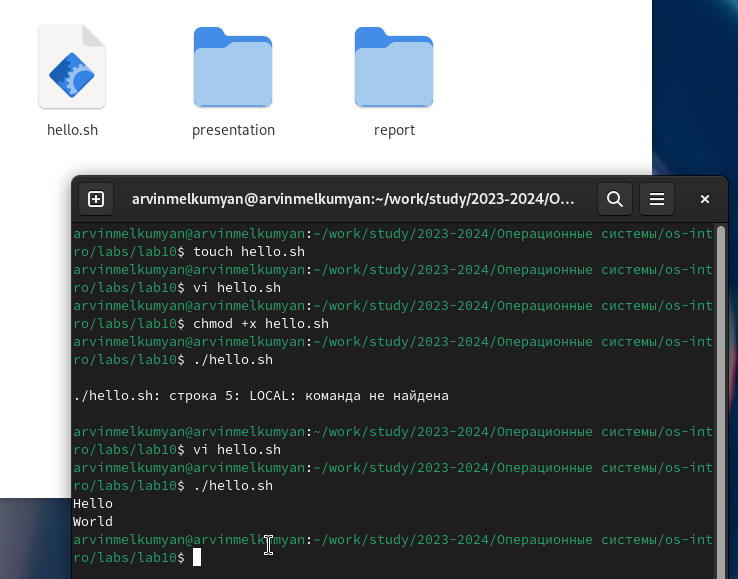 hello.sh presentation report
arvinmelkumyan@arvinmelkumyan:~/work/study/2023-2024/О...
arvinmelkumyan@arvinmelkumyan:~/work/study/2023-2024/Операционные системы/os-int
ro/labs/lab10$ touch hello.sh
arvinmelkumyan@arvinmelkumyan:~/work/study/2023-2024/Операционные системы/os-int
ro/labs/lab10$ vi hello.sh
arvinmelkumyan@arvinmelkumyan:~/work/study/2023-2024/Операционные системы/os-int
ro/labs/lab10$ chmod +x hello.sh
arvinmelkumyan@arvinmelkumyan:~/work/study/2023-2024/Операционные системы/os-int
ro/labs/lab10$ ./hello.sh
./hello.sh: строка 5: LOCAL: команда не найдена
arvinmelkumyan@arvinmelkumyan:~/work/study/2023-2024/Операционные системы/os-int
ro/labs/lab10$ vi hello.sh
arvinmelkumyan@arvinmelkumyan:~/work/study/2023-2024/Операционные системы/os-int
ro/labs/lab10$ ./hello.sh
Hello
World
arvinmelkumyan@arvinmelkumyan:~/work/study/2023-2024/Операционные системы/os-int
ro/labs/lab10$